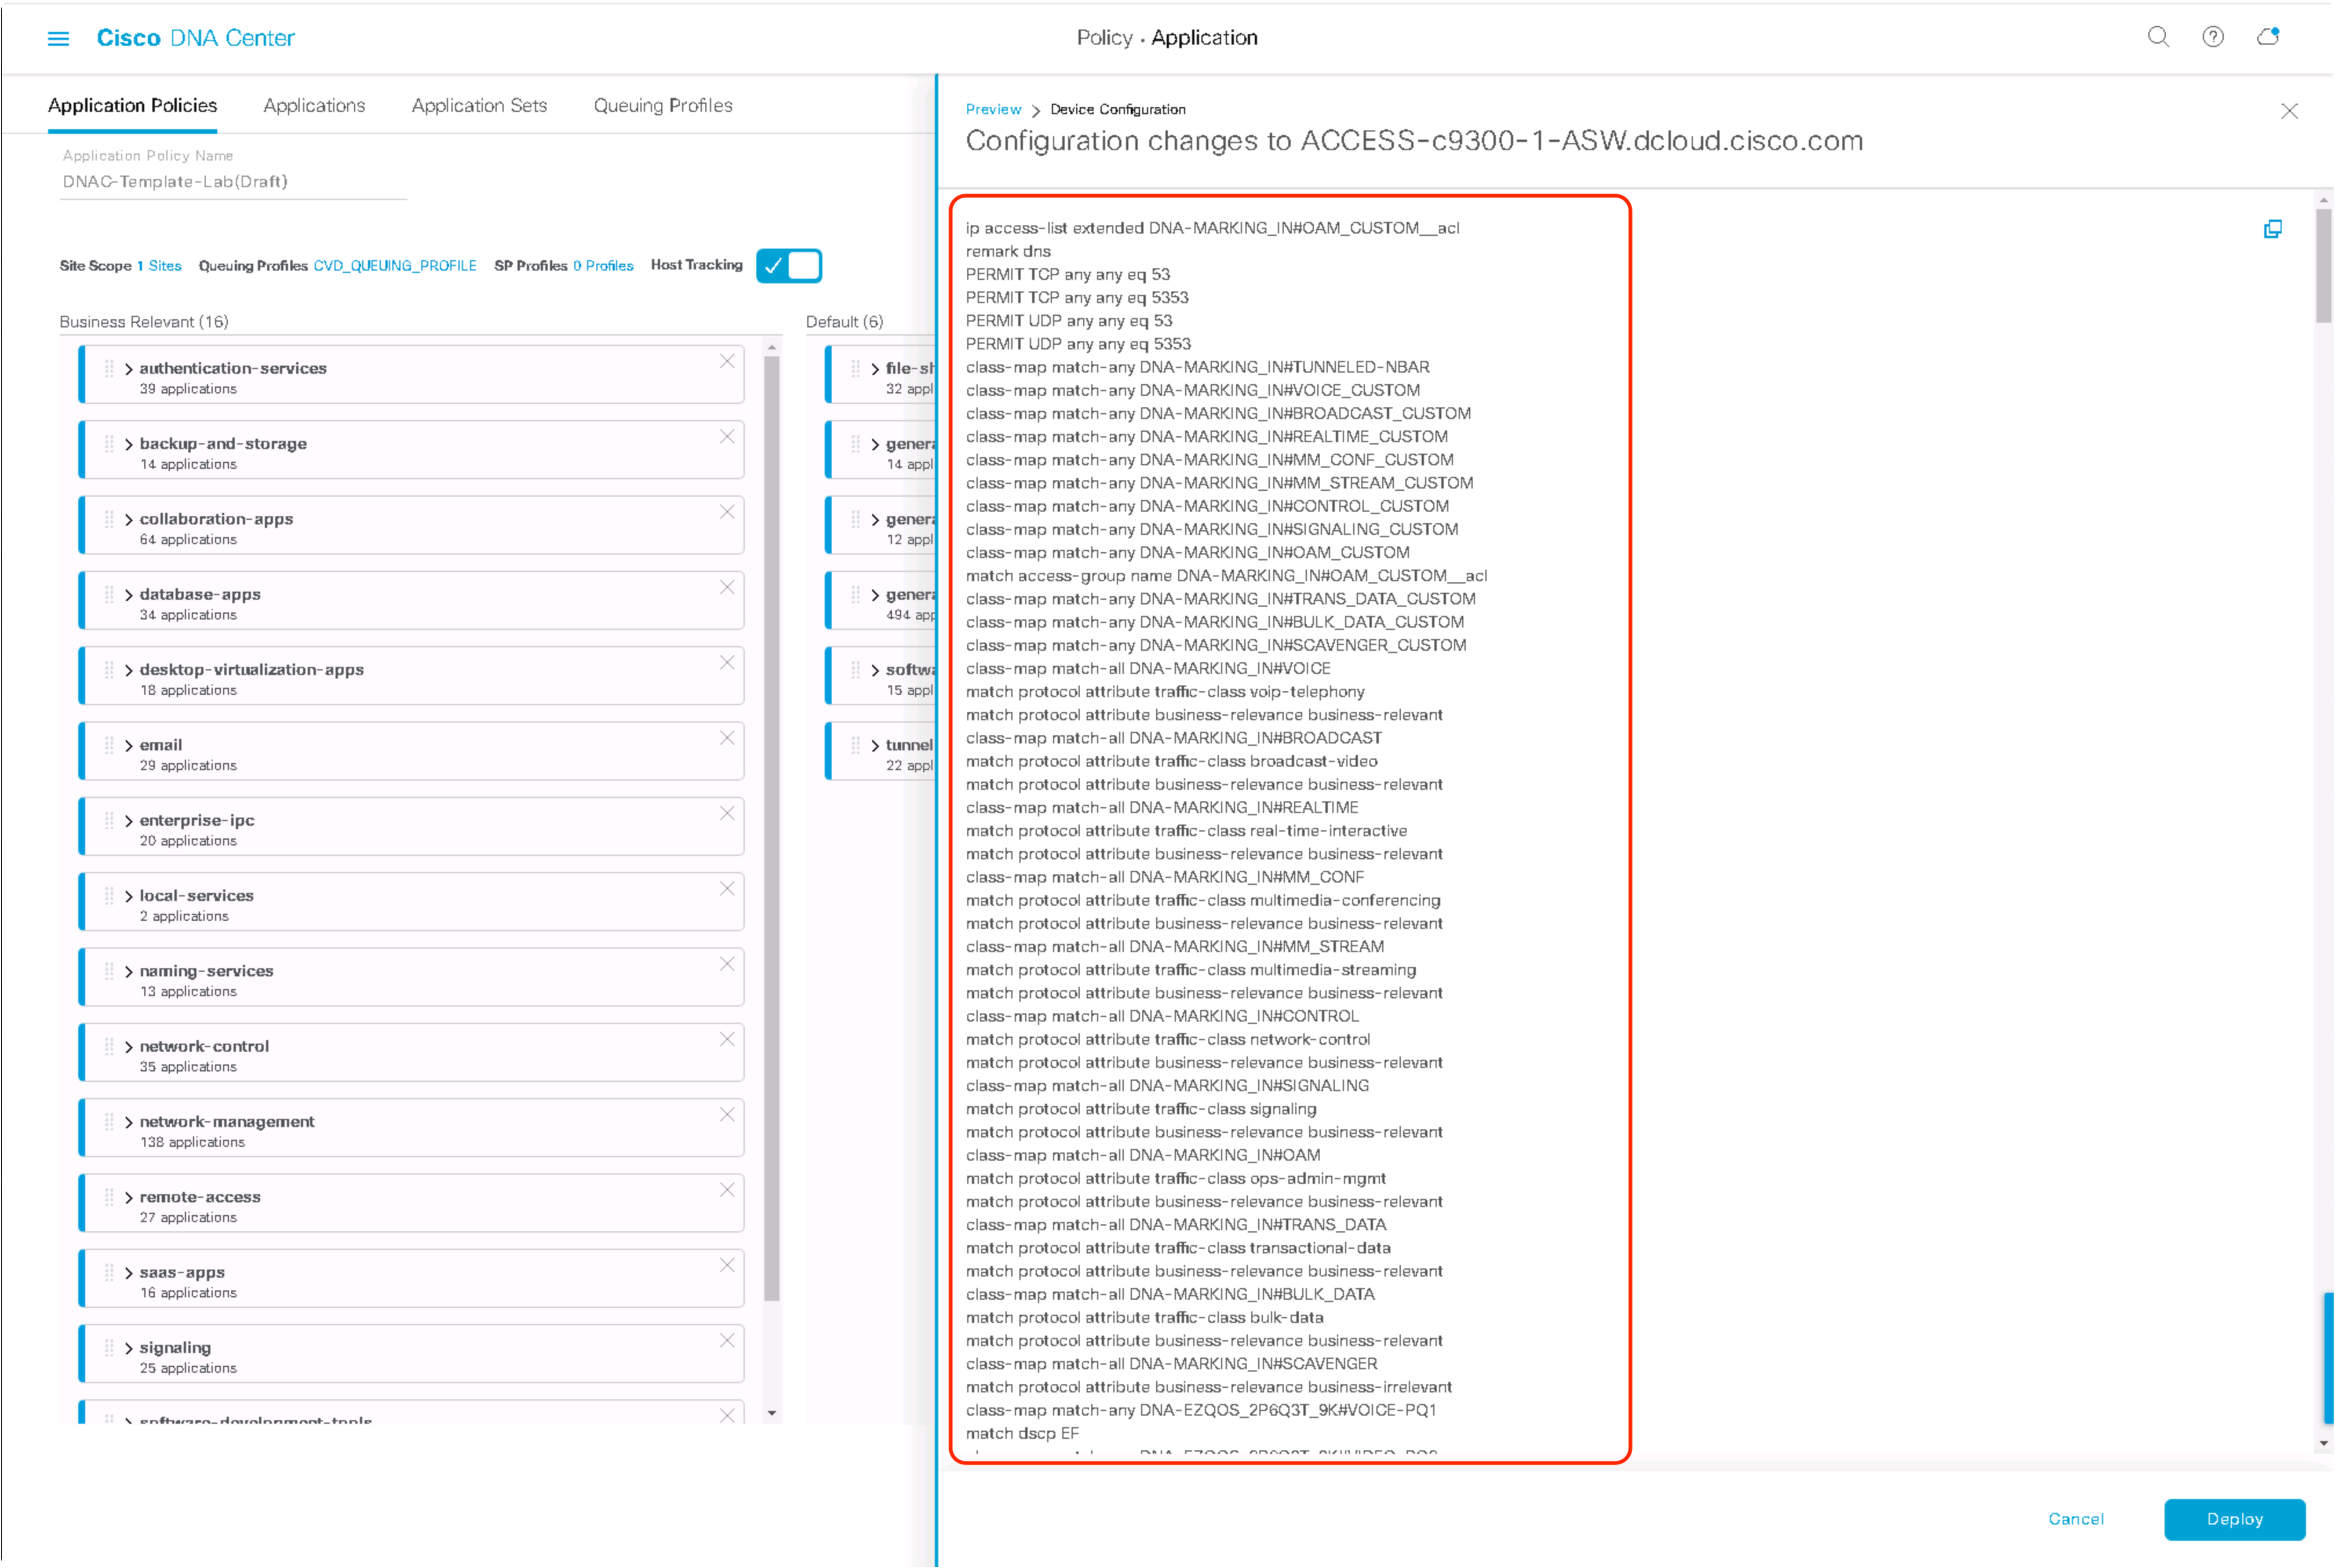 Cisco DNA Center
Policy · Application
Application Policies Applications Application Sets Queuing Profiles
Application Policy Name
DNAC-Template-Lab(Draft)
Site Scope 1 Sites Queuing Profiles CVD_QUEUING_PROFILE SP Profiles 0 Profiles Host Tracking
Business Relevant (16)
authentication-services
39 applications
backup-and-storage
14 applications
collaboration-apps
64 applications
database-apps
34 applications
desktop-virtualization-apps
18 applications
email
29 applications
enterprise-ipc
20 applications
local-services
2 applications
naming-services
13 applications
network-control
35 applications
network-management
138 applications
remote-access
27 applications
saas-apps
16 applications
signaling
25 applications
software-development-tools
Default (6)
file-sh
32 appl
genera
14 appl
genera
12 appl
genera
494 app
softwa
15 appl
tunnel
22 appl
Preview > Device Configuration
Configuration changes to ACCESS-c9300-1-ASW.dcloud.cisco.com
ip access-list extended DNA-MARKING_IN#OAM_CUSTOM__acl
remark dns
PERMIT TCP any any eq 53
PERMIT TCP any any eq 5353
PERMIT UDP any any eq 53
PERMIT UDP any any eq 5353
class-map match-any DNA-MARKING_IN#TUNNELED-NBAR
class-map match-any DNA-MARKING_IN#VOICE_CUSTOM
class-map match-any DNA-MARKING_IN#BROADCAST_CUSTOM
class-map match-any DNA-MARKING_IN#REALTIME_CUSTOM
class-map match-any DNA-MARKING_IN#MM_CONF_CUSTOM
class-map match-any DNA-MARKING_IN#MM_STREAM_CUSTOM
class-map match-any DNA-MARKING_IN#CONTROL_CUSTOM
class-map match-any DNA-MARKING_IN#SIGNALING_CUSTOM
class-map match-any DNA-MARKING_IN#OAM_CUSTOM
match access-group name DNA-MARKING_IN#OAM_CUSTOM__acl
class-map match-any DNA-MARKING_IN#TRANS_DATA_CUSTOM
class-map match-any DNA-MARKING_IN#BULK_DATA_CUSTOM
class-map match-any DNA-MARKING_IN#SCAVENGER_CUSTOM
class-map match-all DNA-MARKING_IN#VOICE
match protocol attribute traffic-class voip-telephony
match protocol attribute business-relevance business-relevant
class-map match-all DNA-MARKING_IN#BROADCAST
match protocol attribute traffic-class broadcast-video
match protocol attribute business-relevance business-relevant
class-map match-all DNA-MARKING_IN#REALTIME
match protocol attribute traffic-class real-time-interactive
match protocol attribute business-relevance business-relevant
class-map match-all DNA-MARKING_IN#MM_CONF
match protocol attribute traffic-class multimedia-conferencing
match protocol attribute business-relevance business-relevant
class-map match-all DNA-MARKING_IN#MM_STREAM
match protocol attribute traffic-class multimedia-streaming
match protocol attribute business-relevance business-relevant
class-map match-all DNA-MARKING_IN#CONTROL
match protocol attribute traffic-class network-control
match protocol attribute business-relevance business-relevant
class-map match-all DNA-MARKING_IN#SIGNALING
match protocol attribute traffic-class signaling
match protocol attribute business-relevance business-relevant
class-map match-all DNA-MARKING_IN#OAM
match protocol attribute traffic-class ops-admin-mgmt
match protocol attribute business-relevance business-relevant
class-map match-all DNA-MARKING_IN#TRANS_DATA
match protocol attribute traffic-class transactional-data
match protocol attribute business-relevance business-relevant
class-map match-all DNA-MARKING_IN#BULK_DATA
match protocol attribute traffic-class bulk-data
match protocol attribute business-relevance business-relevant
class-map match-all DNA-MARKING_IN#SCAVENGER
match protocol attribute business-relevance business-irrelevant
class-map match-any DNA-EZQOS_2P6Q3T_9K#VOICE-PQ1
match dscp EF
Cancel Deploy